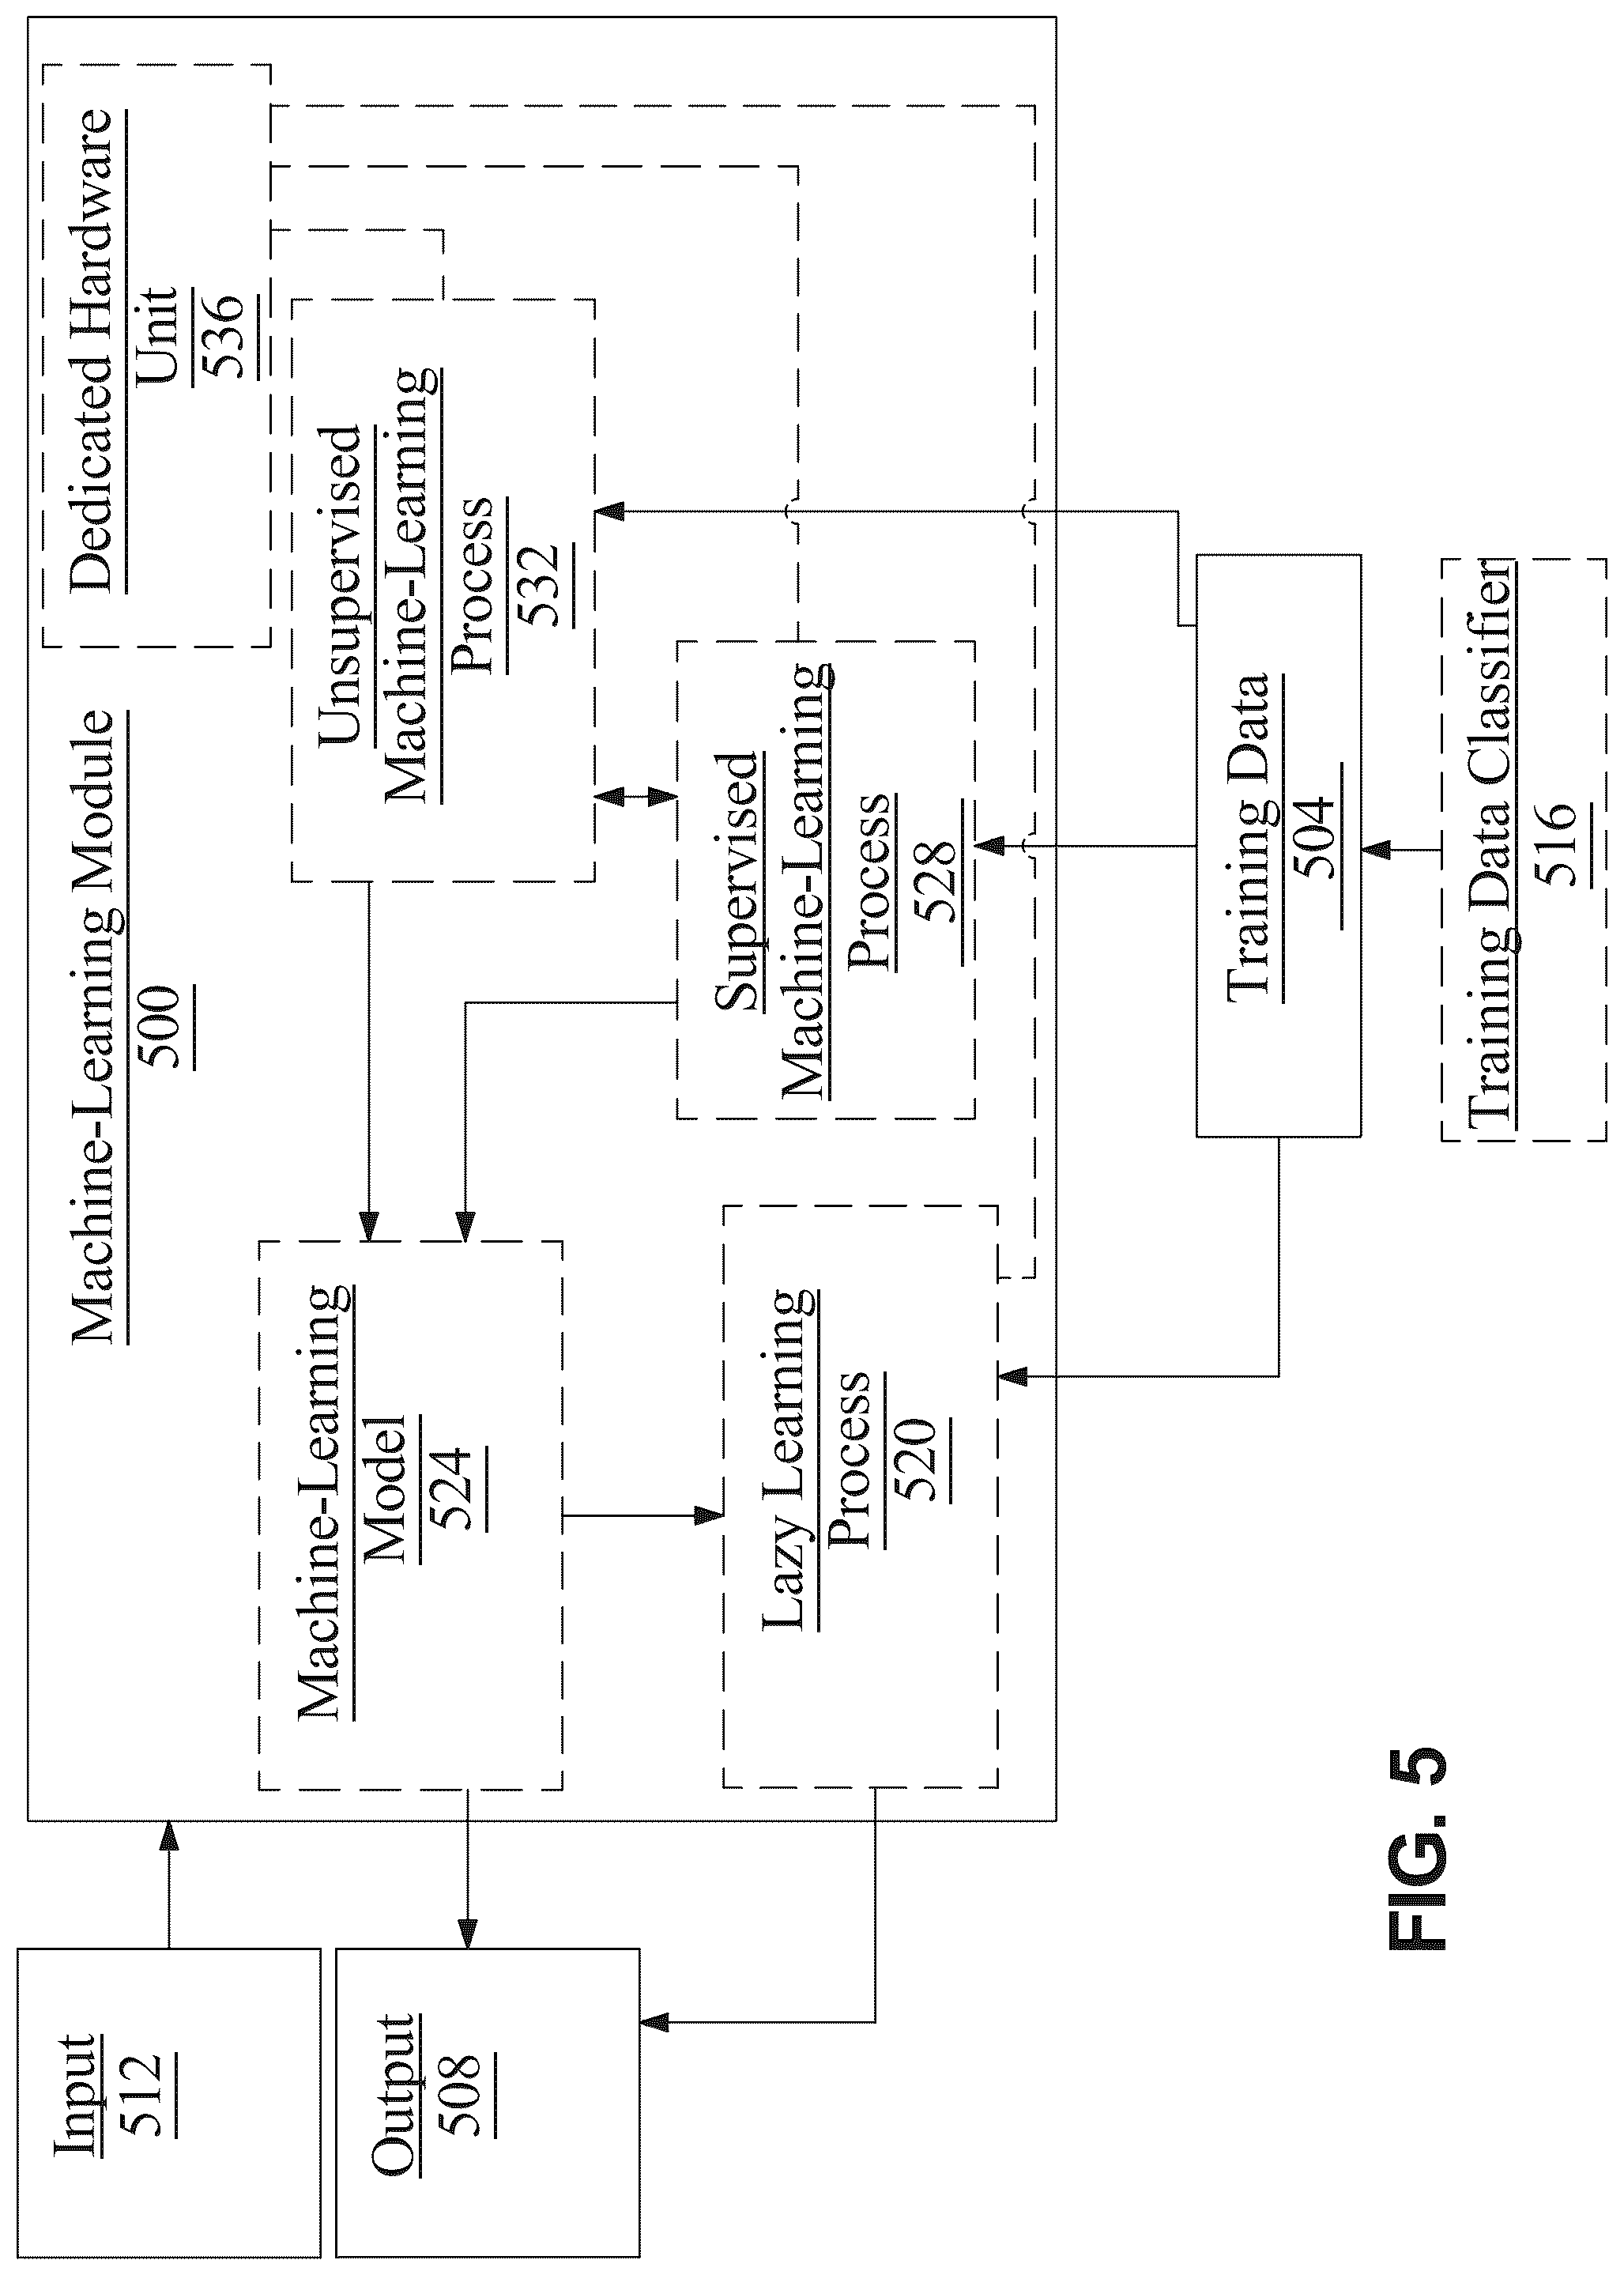 Machine-Learning Module
500
Dedicated Hardware
Unit
536
Input
512
Machine-Learning
Model
524
Unsupervised
Machine-Learning
Process
532
Output
508
Lazy Learning
Process
520
Supervised
Machine-Learning
Process
528
Training Data
504
Training Data Classifier
516
FIG. 5